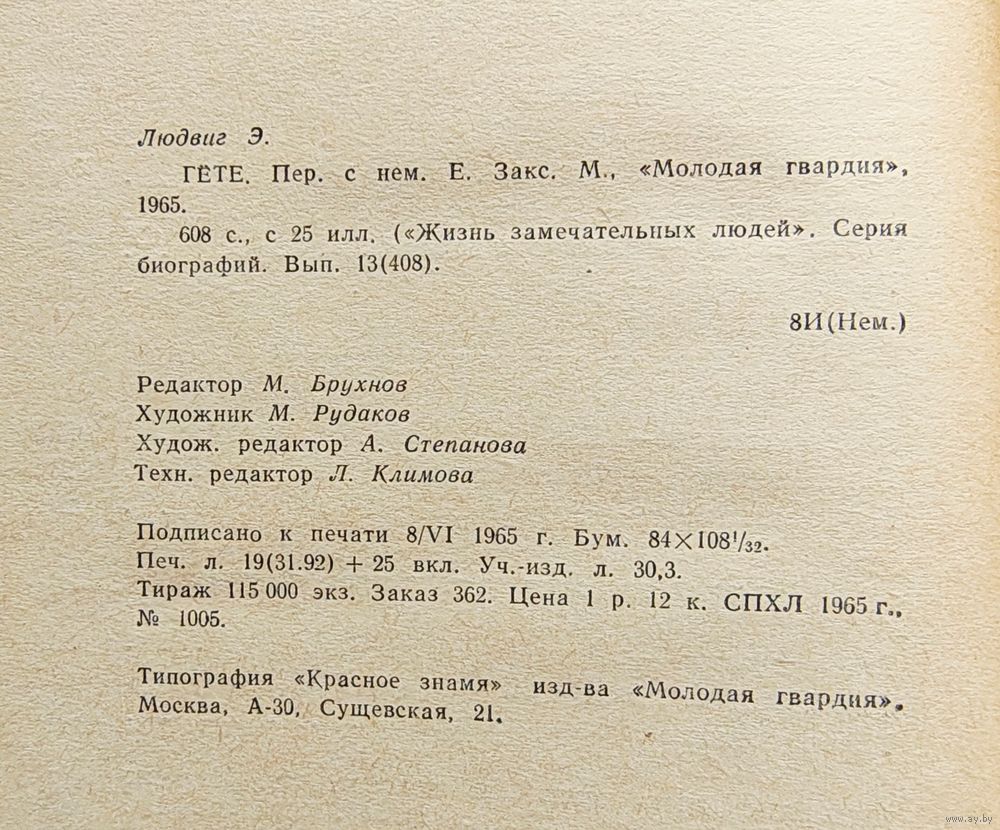 Людвиг Э.
ГЁТЕ. Пер. с нем. Е. Закс. М., «Молодая гвардия»,
1965.
608 с., с 25 илл. («Жизнь замечательных людей». Серия
биографий. Вып. 13(408).
8И(Нем.)
Редактор М. Брухнов
Художник М. Рудаков
Худож. редактор А. Степанова
Техн. редактор Л. Климова
Подписано к печати 8/VI 1965 г. Бум. 84×108¹/₃₂.
Печ. л. 19(31.92) + 25 вкл. Уч.-изд. л. 30,3.
Тираж 115 000 экз. Заказ 362. Цена 1 р. 12 к. СПХЛ 1965 г.,
№ 1005.
Типография «Красное знамя» изд-ва «Молодая гвардия».
Москва, А-30, Сущевская, 21.
www.ay.by